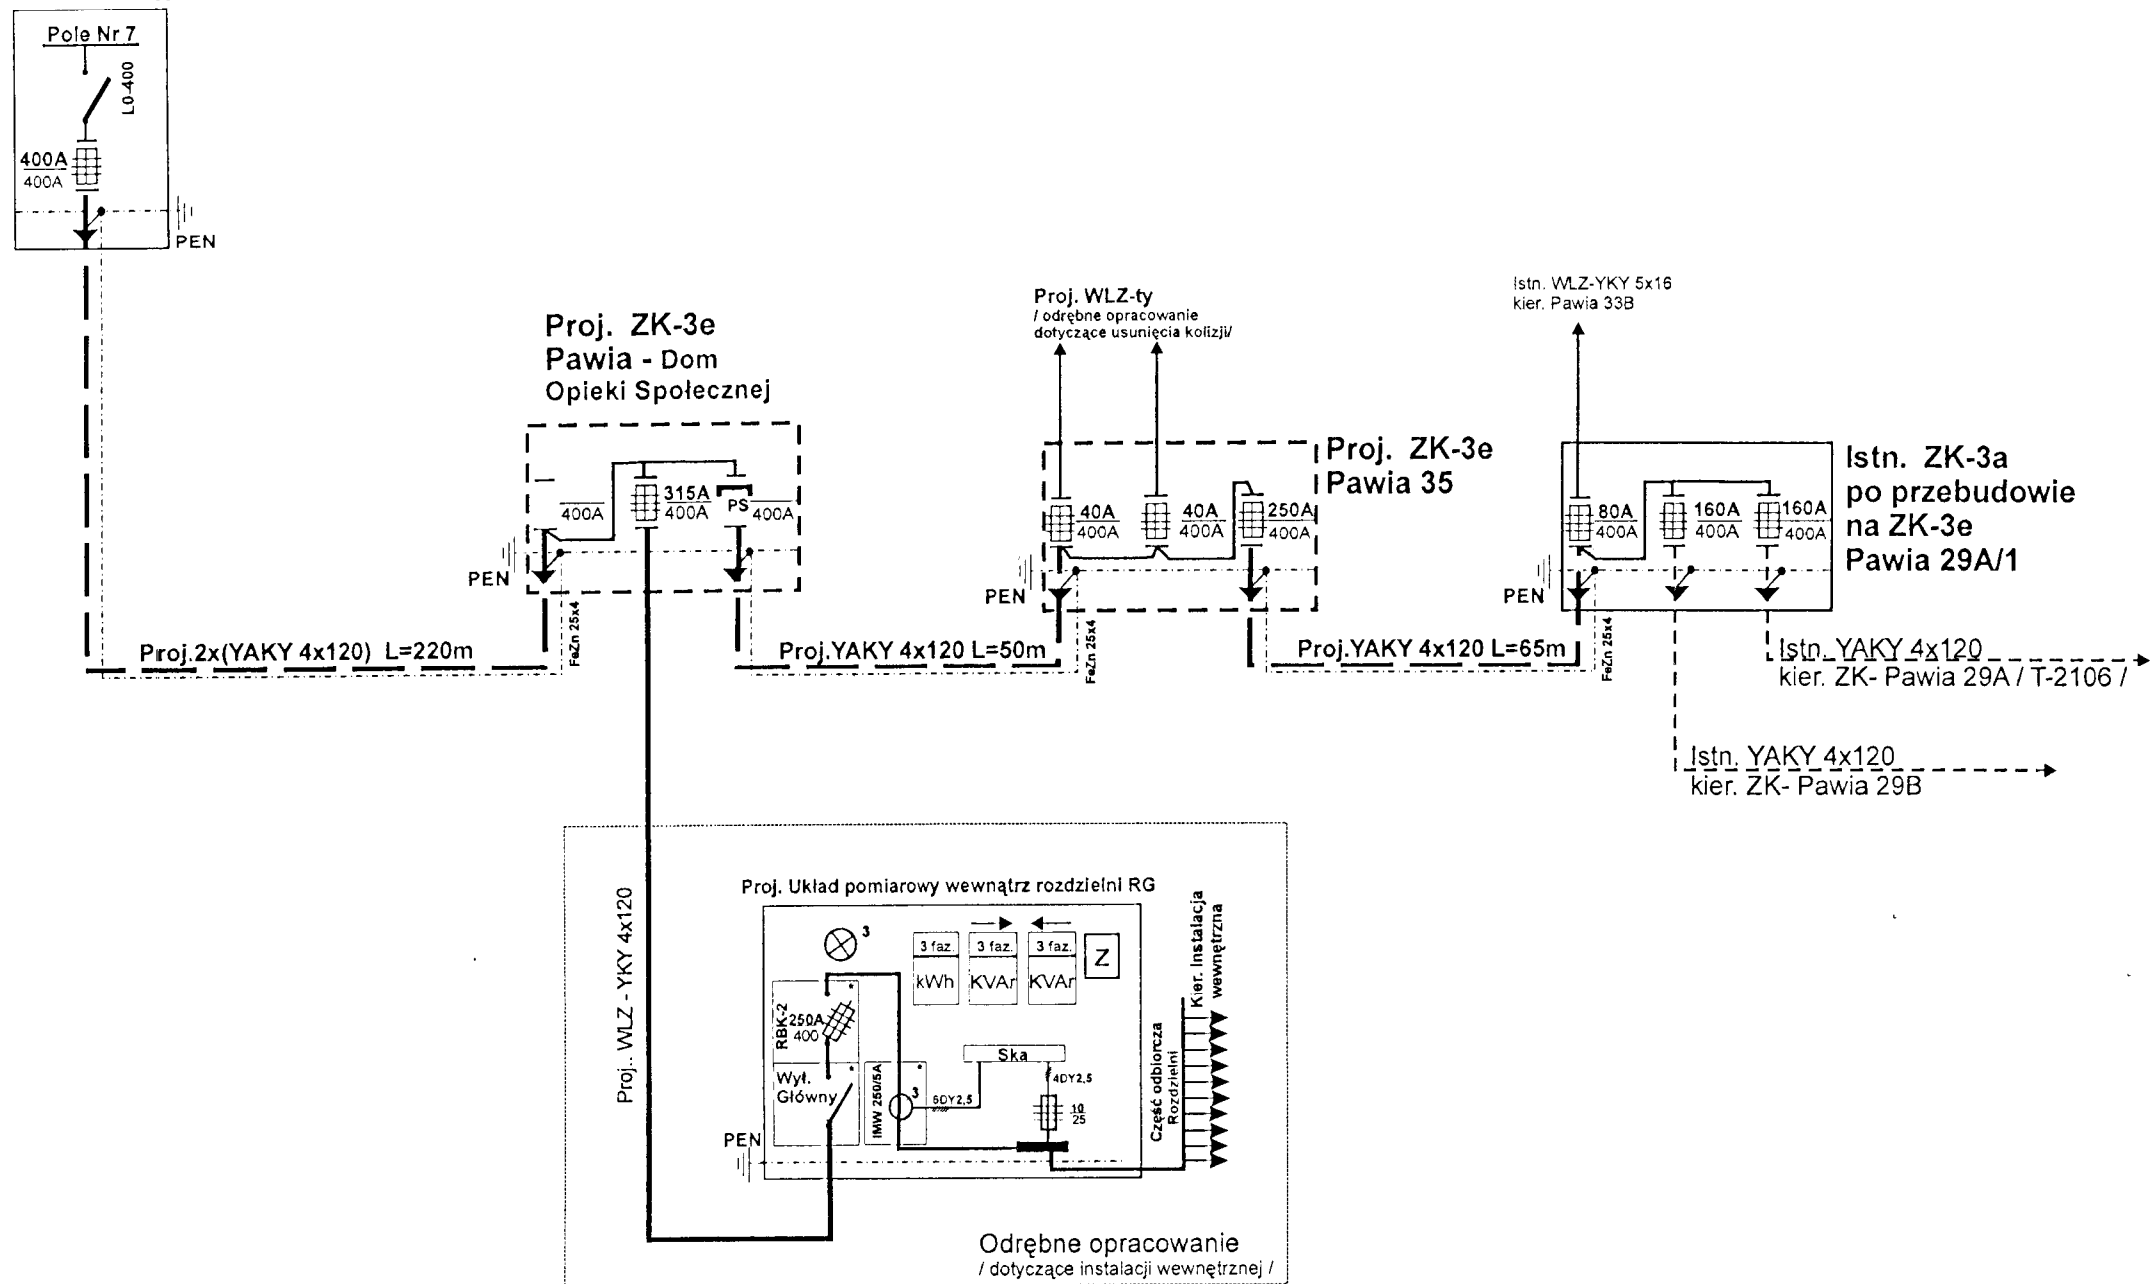 Pole Nr 7
L0-400
400A
400A
PEN
Proj. ZK-3e
Pawia - Dom
Opieki Społecznej
400A
315A
400A
PS
400A
PEN
FeZn 25x4
Proj.2x(YAKY 4x120) L=220m
Proj. WLZ-ty
/ odrębne opracowanie
dotyczące usunięcia kolizji/
Proj. ZK-3e
Pawia 35
40A
400A
40A
400A
250A
400A
PEN
FeZn 25x4
Proj.YAKY 4x120 L=50m
Istn. WLZ-YKY 5x16
kier. Pawia 33B
Istn. ZK-3a
po przebudowie
na ZK-3e
Pawia 29A/1
80A
400A
160A
400A
160A
400A
PEN
FeZn 25x4
Proj.YAKY 4x120 L=65m
Istn. YAKY 4x120
kier. ZK- Pawia 29A / T-2106 /
Istn. YAKY 4x120
kier. ZK- Pawia 29B
Proj.. WLZ - YKY 4x120
Proj. Układ pomiarowy wewnątrz rozdzielni RG
3
3 faz.
kWh
3 faz.
KVAr
3 faz.
KVAr
Z
RBK-2
250A
400
*
Wył.
Główny
*
IMW 250/5A
*
3
6DY2,5
Ska
4DY2,5
10
25
PEN
Część odbiorcza
Rozdzielni
Kier. Instalacja
wewnętrzna
Odrębne opracowanie
/ dotyczące instalacji wewnętrznej /